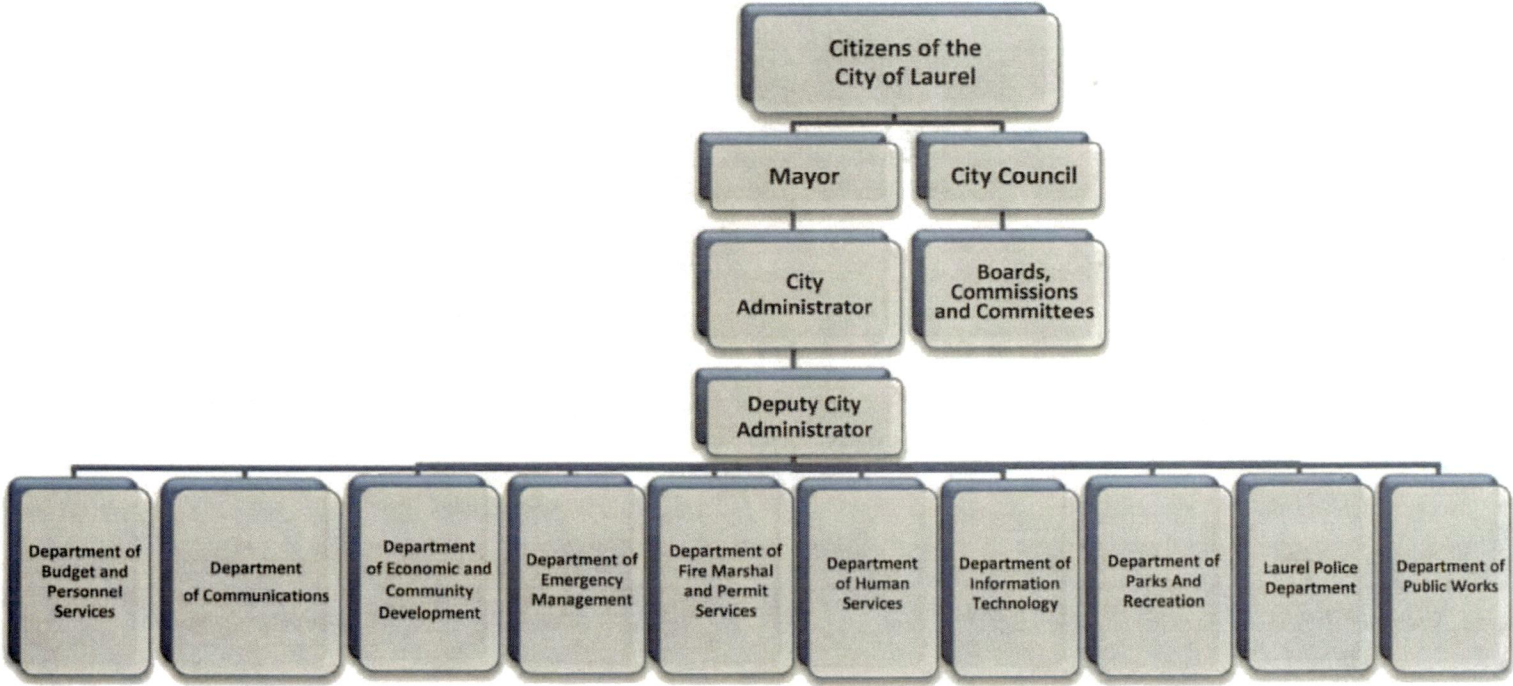 Citizens of the
City of Laurel
Mayor
City Council
City
Administrator
Boards,
Commissions
and Committees
Deputy City
Administrator
Department of
Budget and
Personnel
Services
Department
of Communications
Department
of Economic and
Community
Development
Department of
Emergency
Management
Department of
Fire Marshal
and Permit
Services
Department
of Human
Services
Department of
Information
Technology
Department of
Parks And
Recreation
Laurel Police
Department
Department of
Public Works